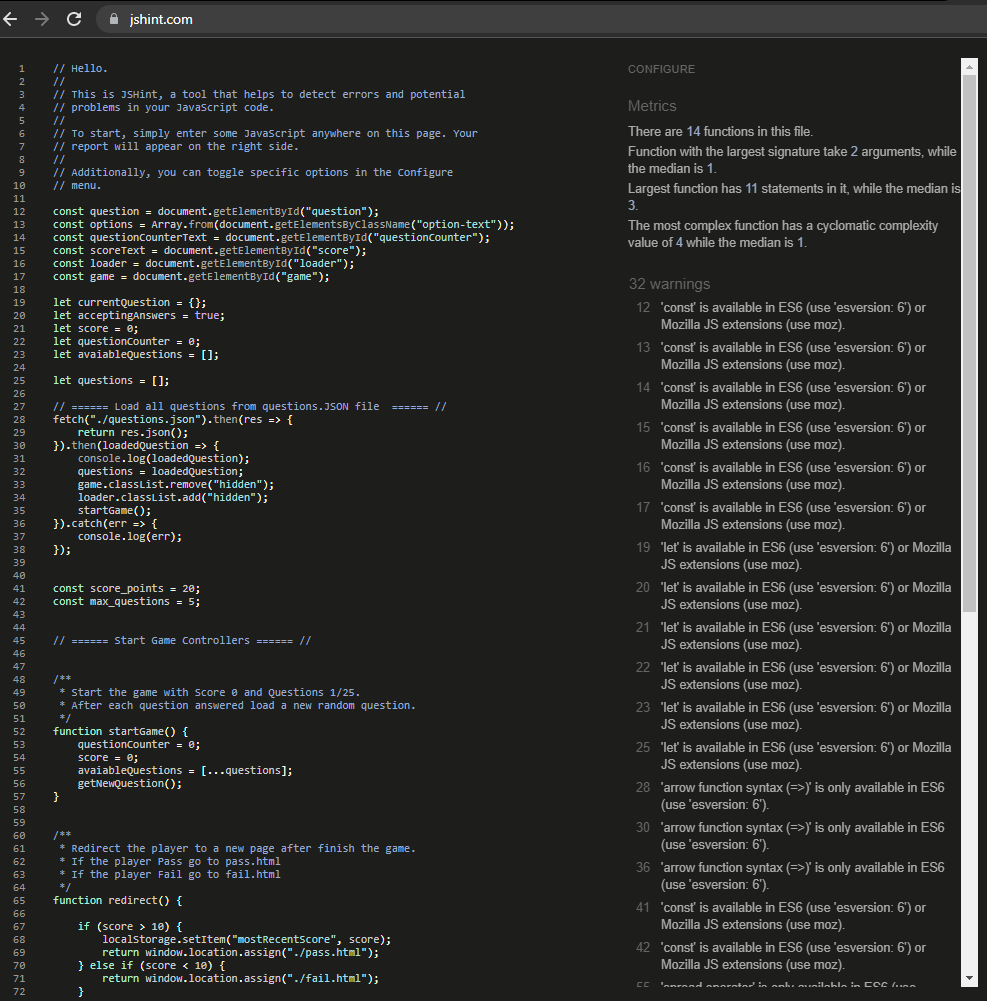 jshint.com
1 // Hello.
2 //
3 // This is JSHint, a tool that helps to detect errors and potential
4 // problems in your JavaScript code.
5 //
6 // To start, simply enter some JavaScript anywhere on this page. Your
7 // report will appear on the right side.
8 //
9 // Additionally, you can toggle specific options in the Configure
10 // menu.
11
12 const question = document.getElementById("question");
13 const options = Array.from(document.getElementsByClassName("option-text"));
14 const questionCounterText = document.getElementById("questionCounter");
15 const scoreText = document.getElementById("score");
16 const loader = document.getElementById("loader");
17 const game = document.getElementById("game");
18
19 let currentQuestion = {};
20 let acceptingAnswers = true;
21 let score = 0;
22 let questionCounter = 0;
23 let avaiableQuestions = [];
24
25 let questions = [];
26
27 // ====== Load all questions from questions.JSON file  ====== //
28 fetch("./questions.json").then(res => {
29     return res.json();
30 }).then(loadedQuestion => {
31     console.log(loadedQuestion);
32     questions = loadedQuestion;
33     game.classList.remove("hidden");
34     loader.classList.add("hidden");
35     startGame();
36 }).catch(err => {
37     console.log(err);
38 });
39
40
41 const score_points = 20;
42 const max_questions = 5;
43
44
45 // ====== Start Game Controllers ====== //
46
47
48 /**
49  * Start the game with Score 0 and Questions 1/25.
50  * After each question answered load a new random question.
51  */
52 function startGame() {
53     questionCounter = 0;
54     score = 0;
55     avaiableQuestions = [...questions];
56     getNewQuestion();
57 }
58
59
60 /**
61  * Redirect the player to a new page after finish the game.
62  * If the player Pass go to pass.html
63  * If the player Fail go to fail.html
64  */
65 function redirect() {
66
67     if (score > 10) {
68         localStorage.setItem("mostRecentScore", score);
69         return window.location.assign("./pass.html");
70     } else if (score < 10) {
71         return window.location.assign("./fail.html");
72     }
CONFIGURE
Metrics
There are 14 functions in this file.
Function with the largest signature take 2 arguments, while
the median is 1.
Largest function has 11 statements in it, while the median is
3.
The most complex function has a cyclomatic complexity
value of 4 while the median is 1.
32 warnings
12 'const' is available in ES6 (use 'esversion: 6') or
Mozilla JS extensions (use moz).
13 'const' is available in ES6 (use 'esversion: 6') or
Mozilla JS extensions (use moz).
14 'const' is available in ES6 (use 'esversion: 6') or
Mozilla JS extensions (use moz).
15 'const' is available in ES6 (use 'esversion: 6') or
Mozilla JS extensions (use moz).
16 'const' is available in ES6 (use 'esversion: 6') or
Mozilla JS extensions (use moz).
17 'const' is available in ES6 (use 'esversion: 6') or
Mozilla JS extensions (use moz).
19 'let' is available in ES6 (use 'esversion: 6') or Mozilla
JS extensions (use moz).
20 'let' is available in ES6 (use 'esversion: 6') or Mozilla
JS extensions (use moz).
21 'let' is available in ES6 (use 'esversion: 6') or Mozilla
JS extensions (use moz).
22 'let' is available in ES6 (use 'esversion: 6') or Mozilla
JS extensions (use moz).
23 'let' is available in ES6 (use 'esversion: 6') or Mozilla
JS extensions (use moz).
25 'let' is available in ES6 (use 'esversion: 6') or Mozilla
JS extensions (use moz).
28 'arrow function syntax (=>)' is only available in ES6
(use 'esversion: 6').
30 'arrow function syntax (=>)' is only available in ES6
(use 'esversion: 6').
36 'arrow function syntax (=>)' is only available in ES6
(use 'esversion: 6').
41 'const' is available in ES6 (use 'esversion: 6') or
Mozilla JS extensions (use moz).
42 'const' is available in ES6 (use 'esversion: 6') or
Mozilla JS extensions (use moz).
55 'spread operator' is only available in ES6 (use